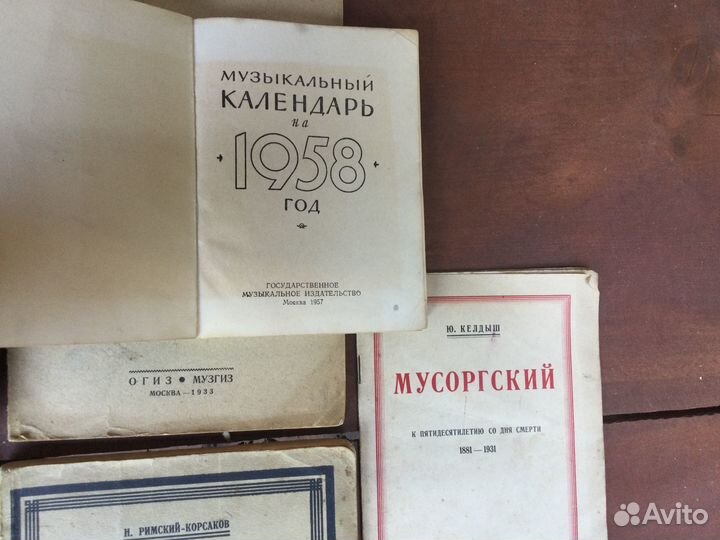 МУЗЫКАЛЬНЫЙ
КАЛЕНДАРЬ
на
1958
ГОД
ГОСУДАРСТВЕННОЕ
МУЗЫКАЛЬНОЕ ИЗДАТЕЛЬСТВО
Москва 1957
ОГИЗ • МУЗГИЗ
МОСКВА — 1933
Н. РИМСКИЙ-КОРСАКОВ
Ю. КЕЛДЫШ
МУСОРГСКИЙ
К ПЯТИДЕСЯТИЛЕТИЮ СО ДНЯ СМЕРТИ
1881 — 1931
Avito